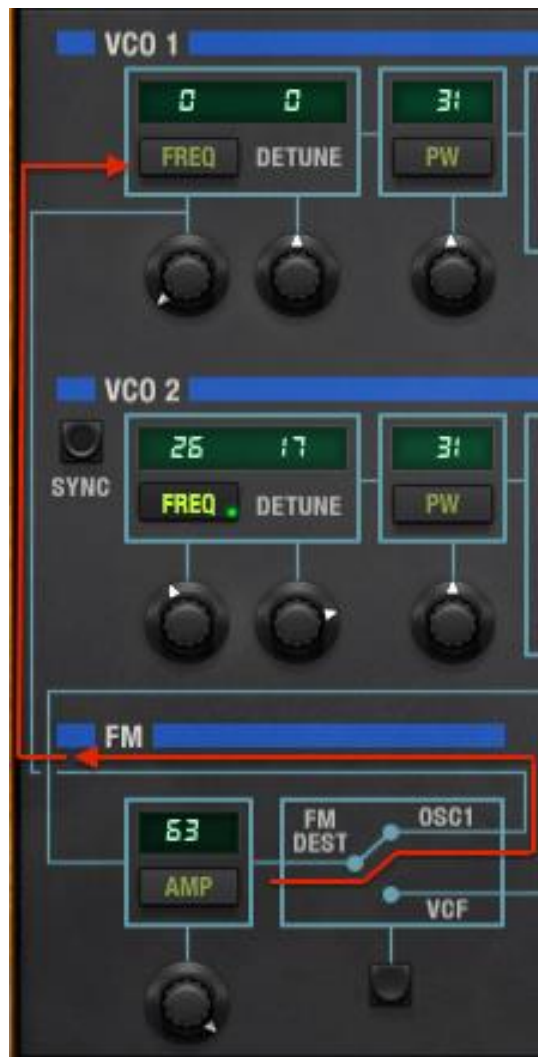 VCO 1
0 0 31
FREQ DETUNE PW
VCO 2
26 17 31
SYNC FREQ DETUNE PW
FM
63
AMP
FM DEST
OSC1
VCF